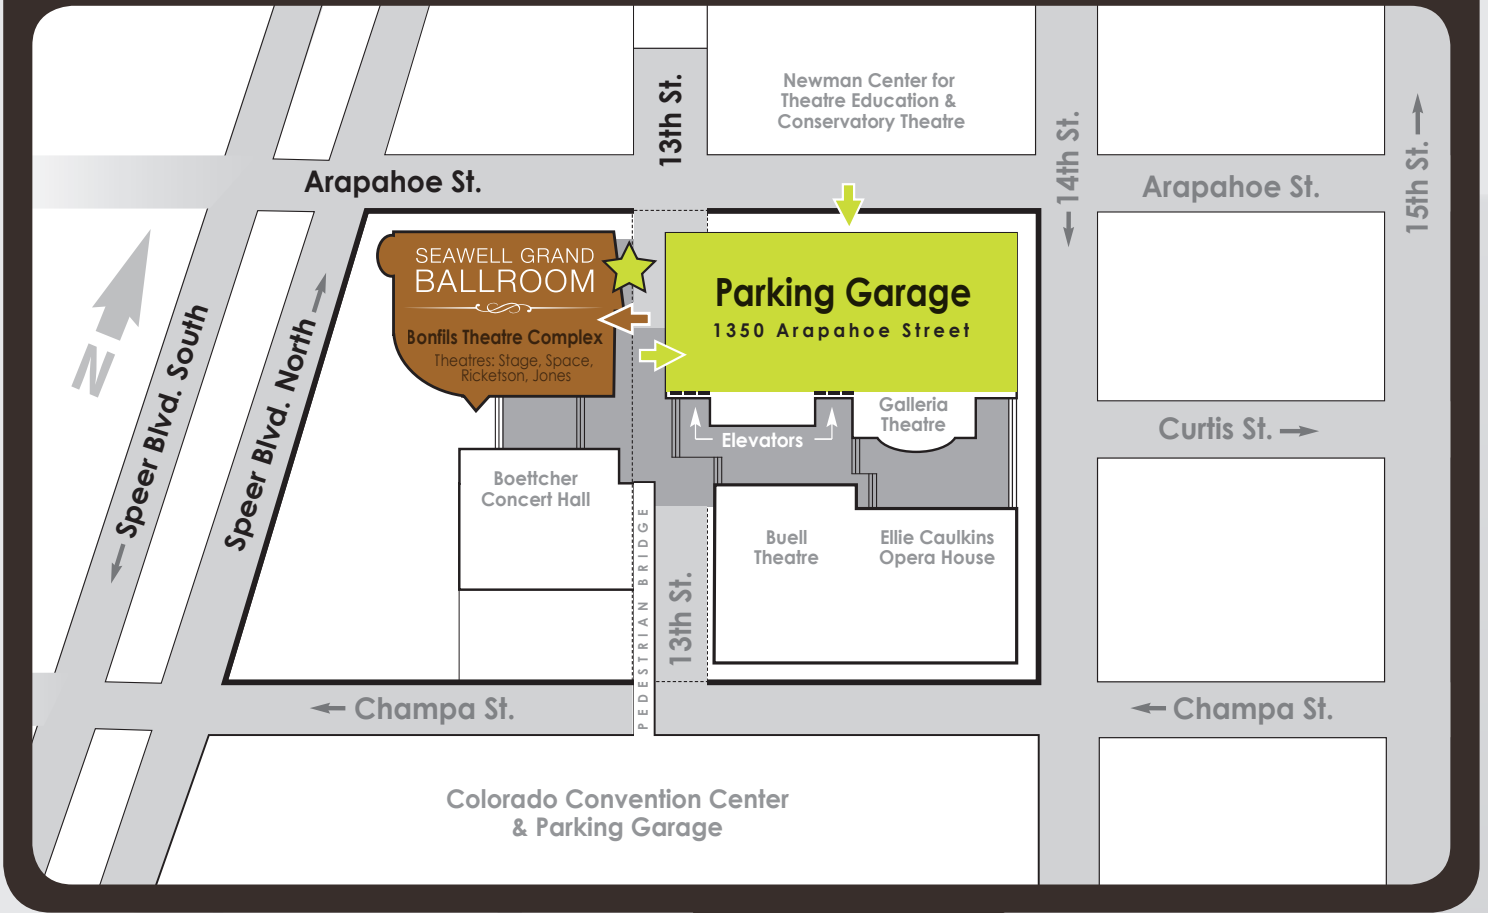 Newman Center for
Theatre Education &
Conservatory Theatre
13th St.
14th St.
15th St.
Arapahoe St.
Arapahoe St.
SEAWELL GRAND
BALLROOM
Bonfils Theatre Complex
Theatres: Stage, Space,
Ricketson, Jones
Parking Garage
1350 Arapahoe Street
N
Speer Blvd. South
Speer Blvd. North
Galleria
Theatre
Elevators
Curtis St.
Boettcher
Concert Hall
PEDESTRIAN BRIDGE
13th St.
Buell
Theatre
Ellie Caulkins
Opera House
Champa St.
Champa St.
Colorado Convention Center
& Parking Garage